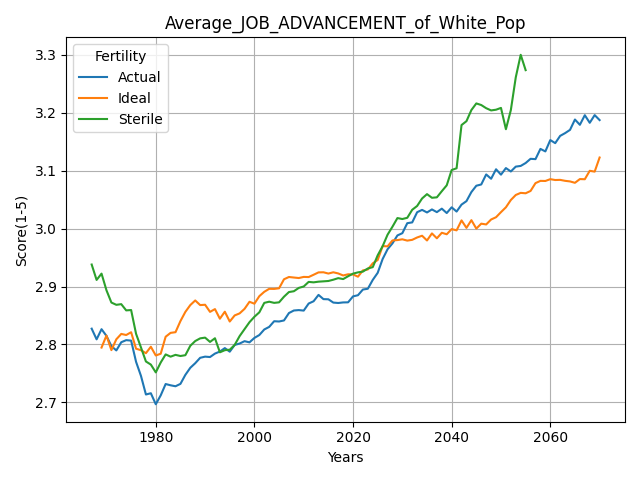 Average_JOB_ADVANCEMENT_of_White_Pop
Fertility
Actual
Ideal
Sterile
Score(1-5)
3.3
3.2
3.1
3.0
2.9
2.8
2.7
1980
2000
2020
2040
2060
Years